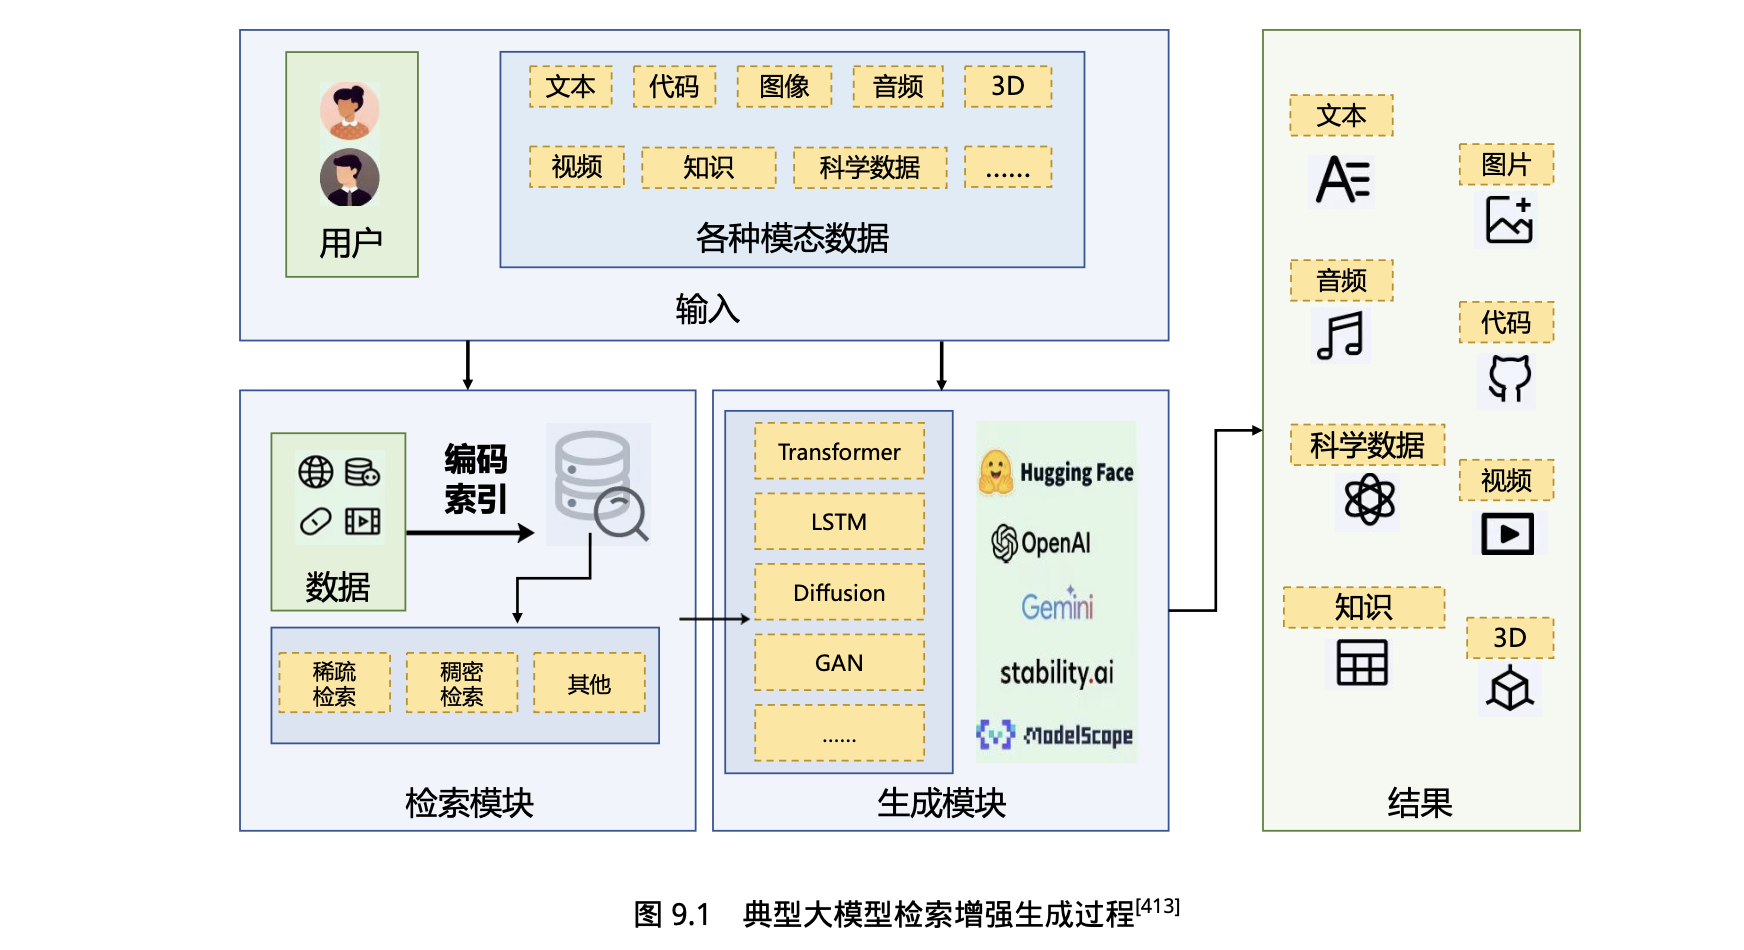 文本 代码 图像 音频 3D
视频 知识 科学数据 ......
用户
各种模态数据
输入
编码
索引
数据
稀疏
检索
稠密
检索
其他
检索模块
Transformer
LSTM
Diffusion
GAN
......
Hugging Face
OpenAI
Gemini
stability.ai
ModelScope
生成模块
文本
图片
音频
代码
科学数据
视频
知识
3D
结果
图 9.1 典型大模型检索增强生成过程[413]